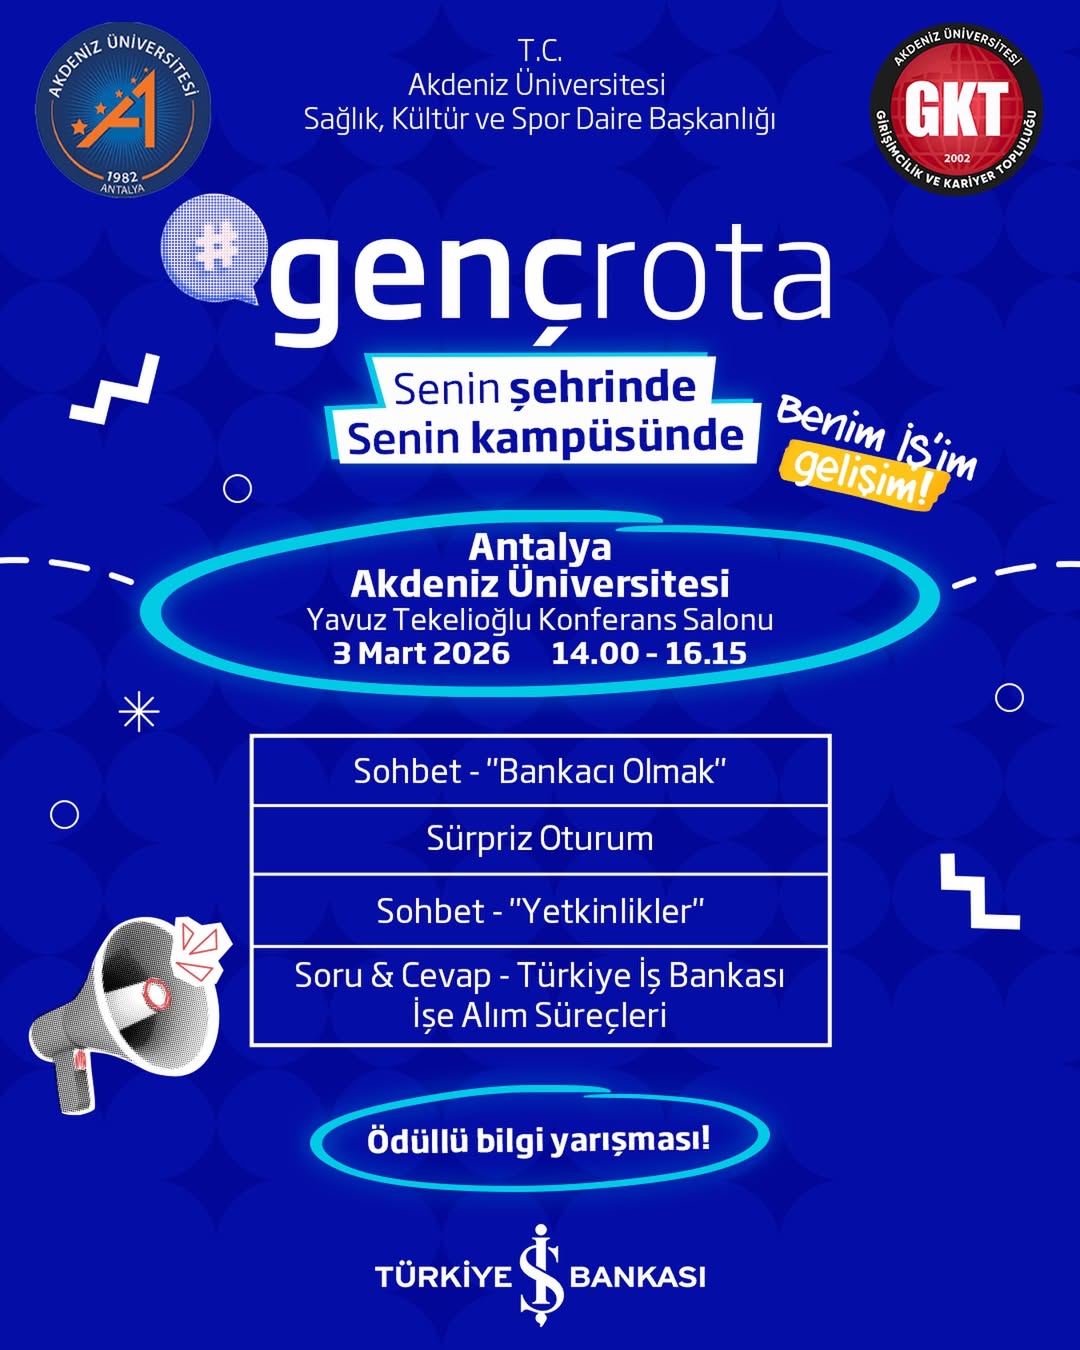 AKDENİZ ÜNİVERSİTESİ
1982
ANTALYA
T.C.
Akdeniz Üniversitesi
Sağlık, Kültür ve Spor Daire Başkanlığı
AKDENİZ ÜNİVERSİTESİ
GKT
2002
GİRİŞİMCİLİK VE KARİYER TOPLULUĞU
#gençrota
Senin şehrinde
Senin kampüsünde
Benim İŞ'im
gelişim!
Antalya
Akdeniz Üniversitesi
Yavuz Tekelioğlu Konferans Salonu
3 Mart 2026 14.00 - 16.15
Sohbet - "Bankacı Olmak"
Sürpriz Oturum
Sohbet - "Yetkinlikler"
Soru & Cevap - Türkiye İş Bankası
İşe Alım Süreçleri
Ödüllü bilgi yarışması!
TÜRKİYE İŞ BANKASI